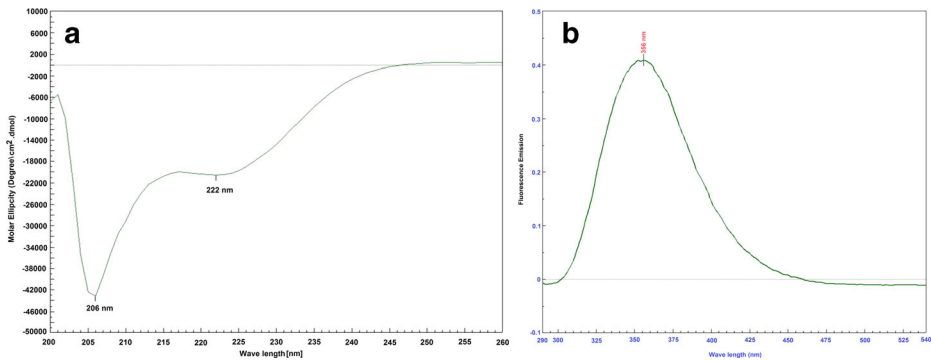 a
Molar Ellipcity (Degree\cm2 .dmol)
10000
6000
2000
-2000
-6000
-10000
-14000
-18000
-22000
-26000
-30000
-34000
-38000
-42000
-46000
-50000
222 nm
206 nm
200 205 210 215 220 225 230 235 240 245 250 255 260
Wave length[nm]
b
Fluorescence Emission
0.5
0.4
0.3
0.2
0.1
0
-0.1
356 nm
290 300 325 350 375 400 425 450 475 500 525 540
Wave length (nm)